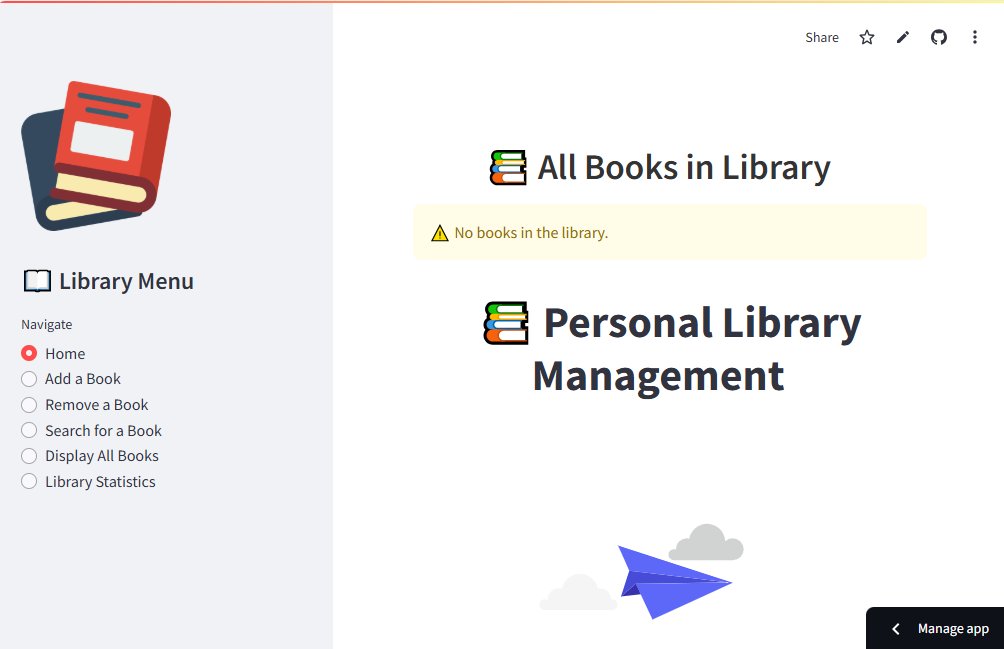 Share
All Books in Library
No books in the library.
Library Menu
Navigate
Home
Add a Book
Remove a Book
Search for a Book
Display All Books
Library Statistics
Personal Library
Management
Manage app